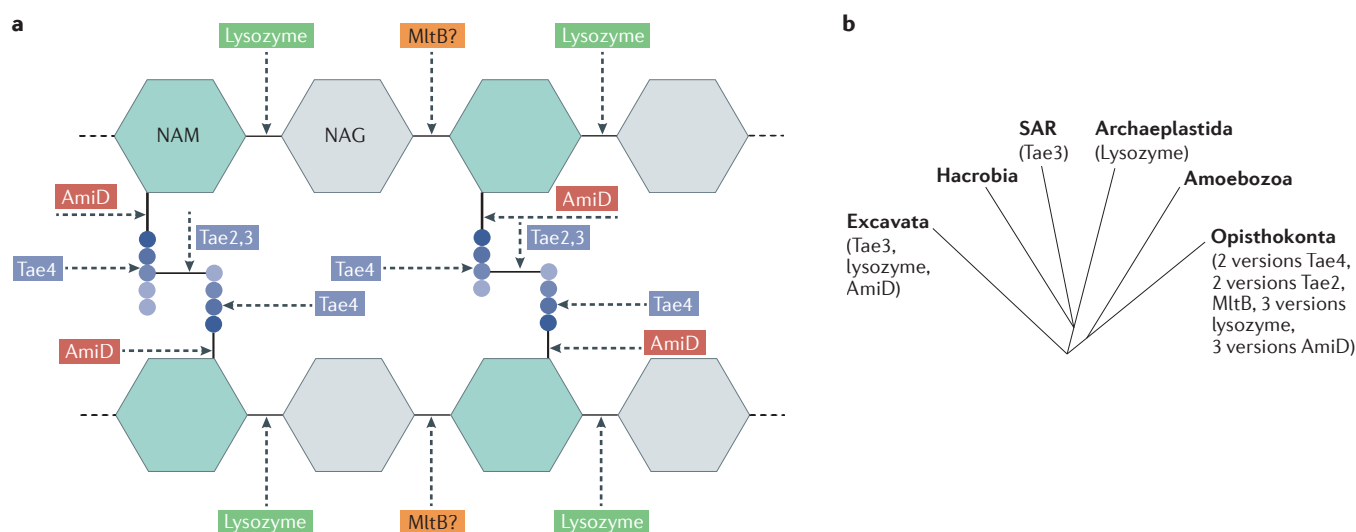 a
Lysozyme
MltB?
Lysozyme
NAM
NAG
AmiD
AmiD
Tae2,3
Tae2,3
Tae4
Tae4
Tae4
Tae4
AmiD
AmiD
Lysozyme
MltB?
Lysozyme
b
SAR
(Tae3)
Archaeplastida
(Lysozyme)
Hacrobia
Amoebozoa
Excavata
(Tae3,
lysozyme,
AmiD)
Opisthokonta
(2 versions Tae4,
2 versions Tae2,
MltB, 3 versions
lysozyme,
3 versions AmiD)